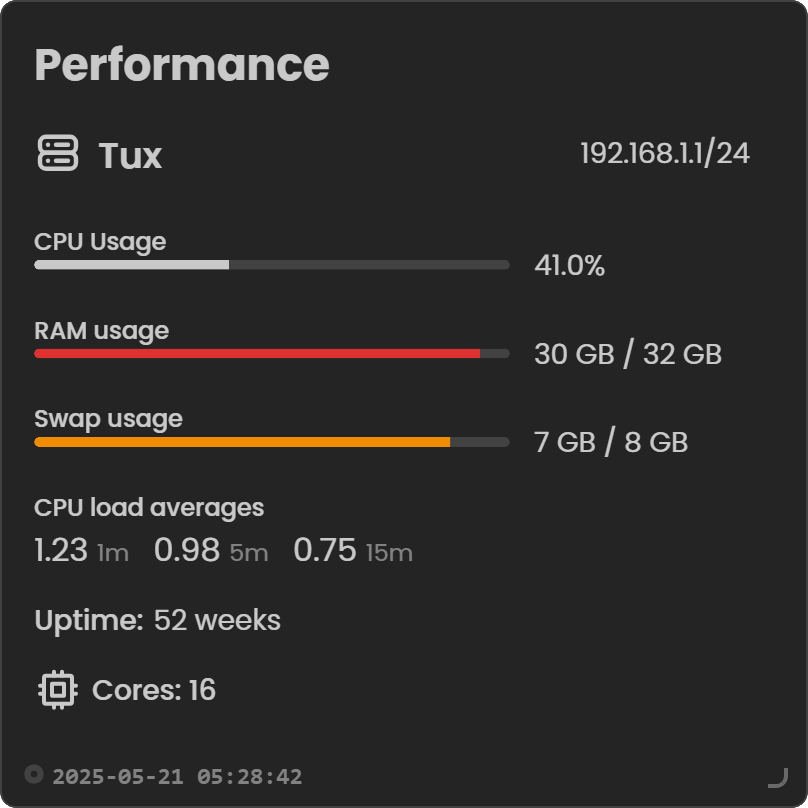 Performance
Tux 192.168.1.1/24
CPU Usage
41.0%
RAM usage
30 GB / 32 GB
Swap usage
7 GB / 8 GB
CPU load averages
1.23 1m 0.98 5m 0.75 15m
Uptime: 52 weeks
Cores: 16
2025-05-21 05:28:42